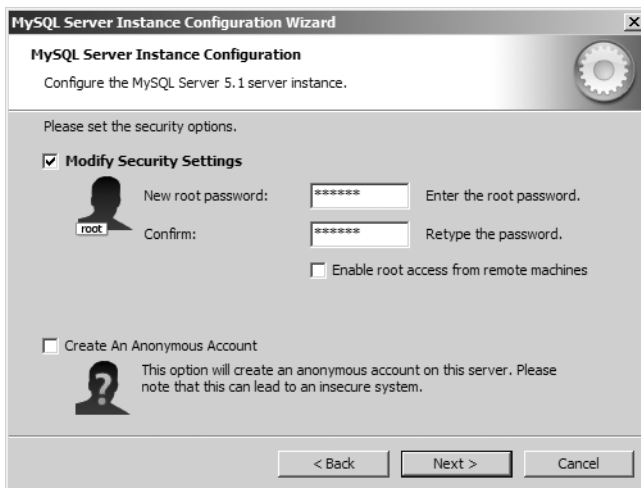 MySQL Server Instance Configuration Wizard
MySQL Server Instance Configuration
Configure the MySQL Server 5.1 server instance.
Please set the security options.
Modify Security Settings
New root password: ****** Enter the root password.
root
Confirm: ****** Retype the password.
Enable root access from remote machines
Create An Anonymous Account
This option will create an anonymous account on this server. Please
note that this can lead to an insecure system.
< Back Next > Cancel